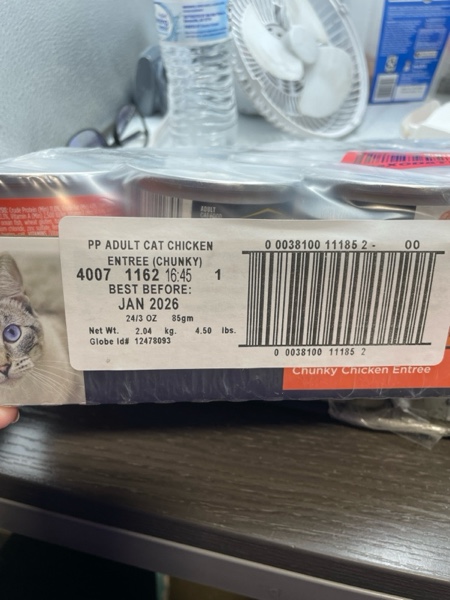 PP ADULT CAT CHICKEN
ENTREE (CHUNKY)
4007 1162 16:45 1
BEST BEFORE:
JAN 2026
24/3 OZ 85gm
Net Wt. 2.04 kg. 4.50 lbs.
Globe Id# 12478093
0 0038100 11185 2 - 00
0 0038100 11185 2
Chunky Chicken Entrée
ADULT